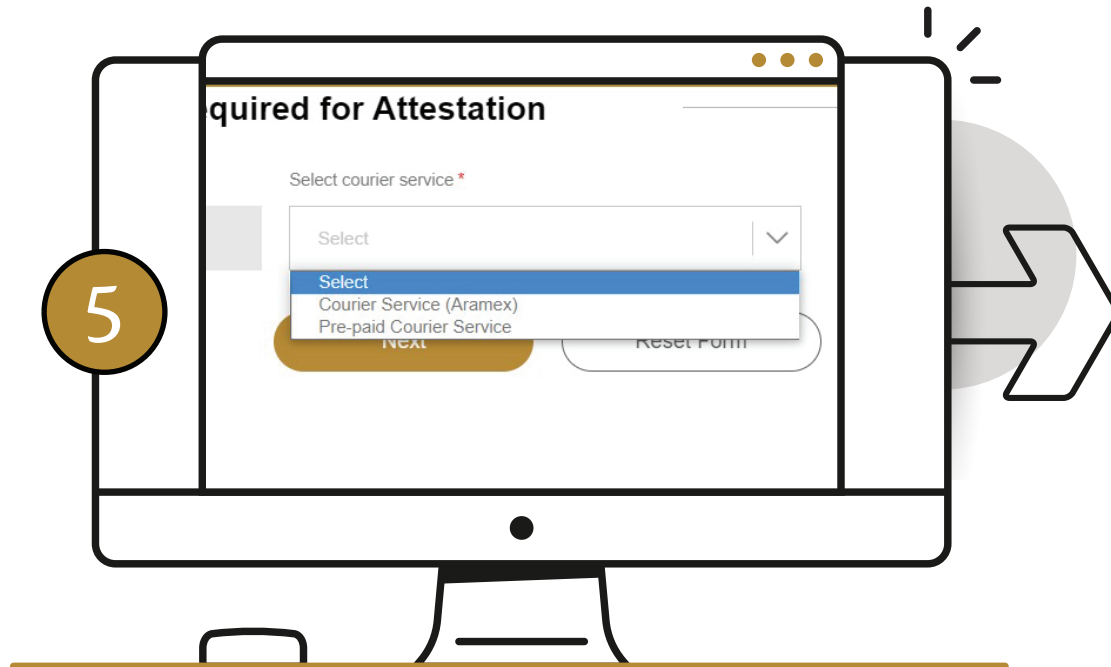 equired for Attestation
Select courier service *
Select
Select
Courier Service (Aramex)
Pre-paid Courier Service
Next
Reset Form
5